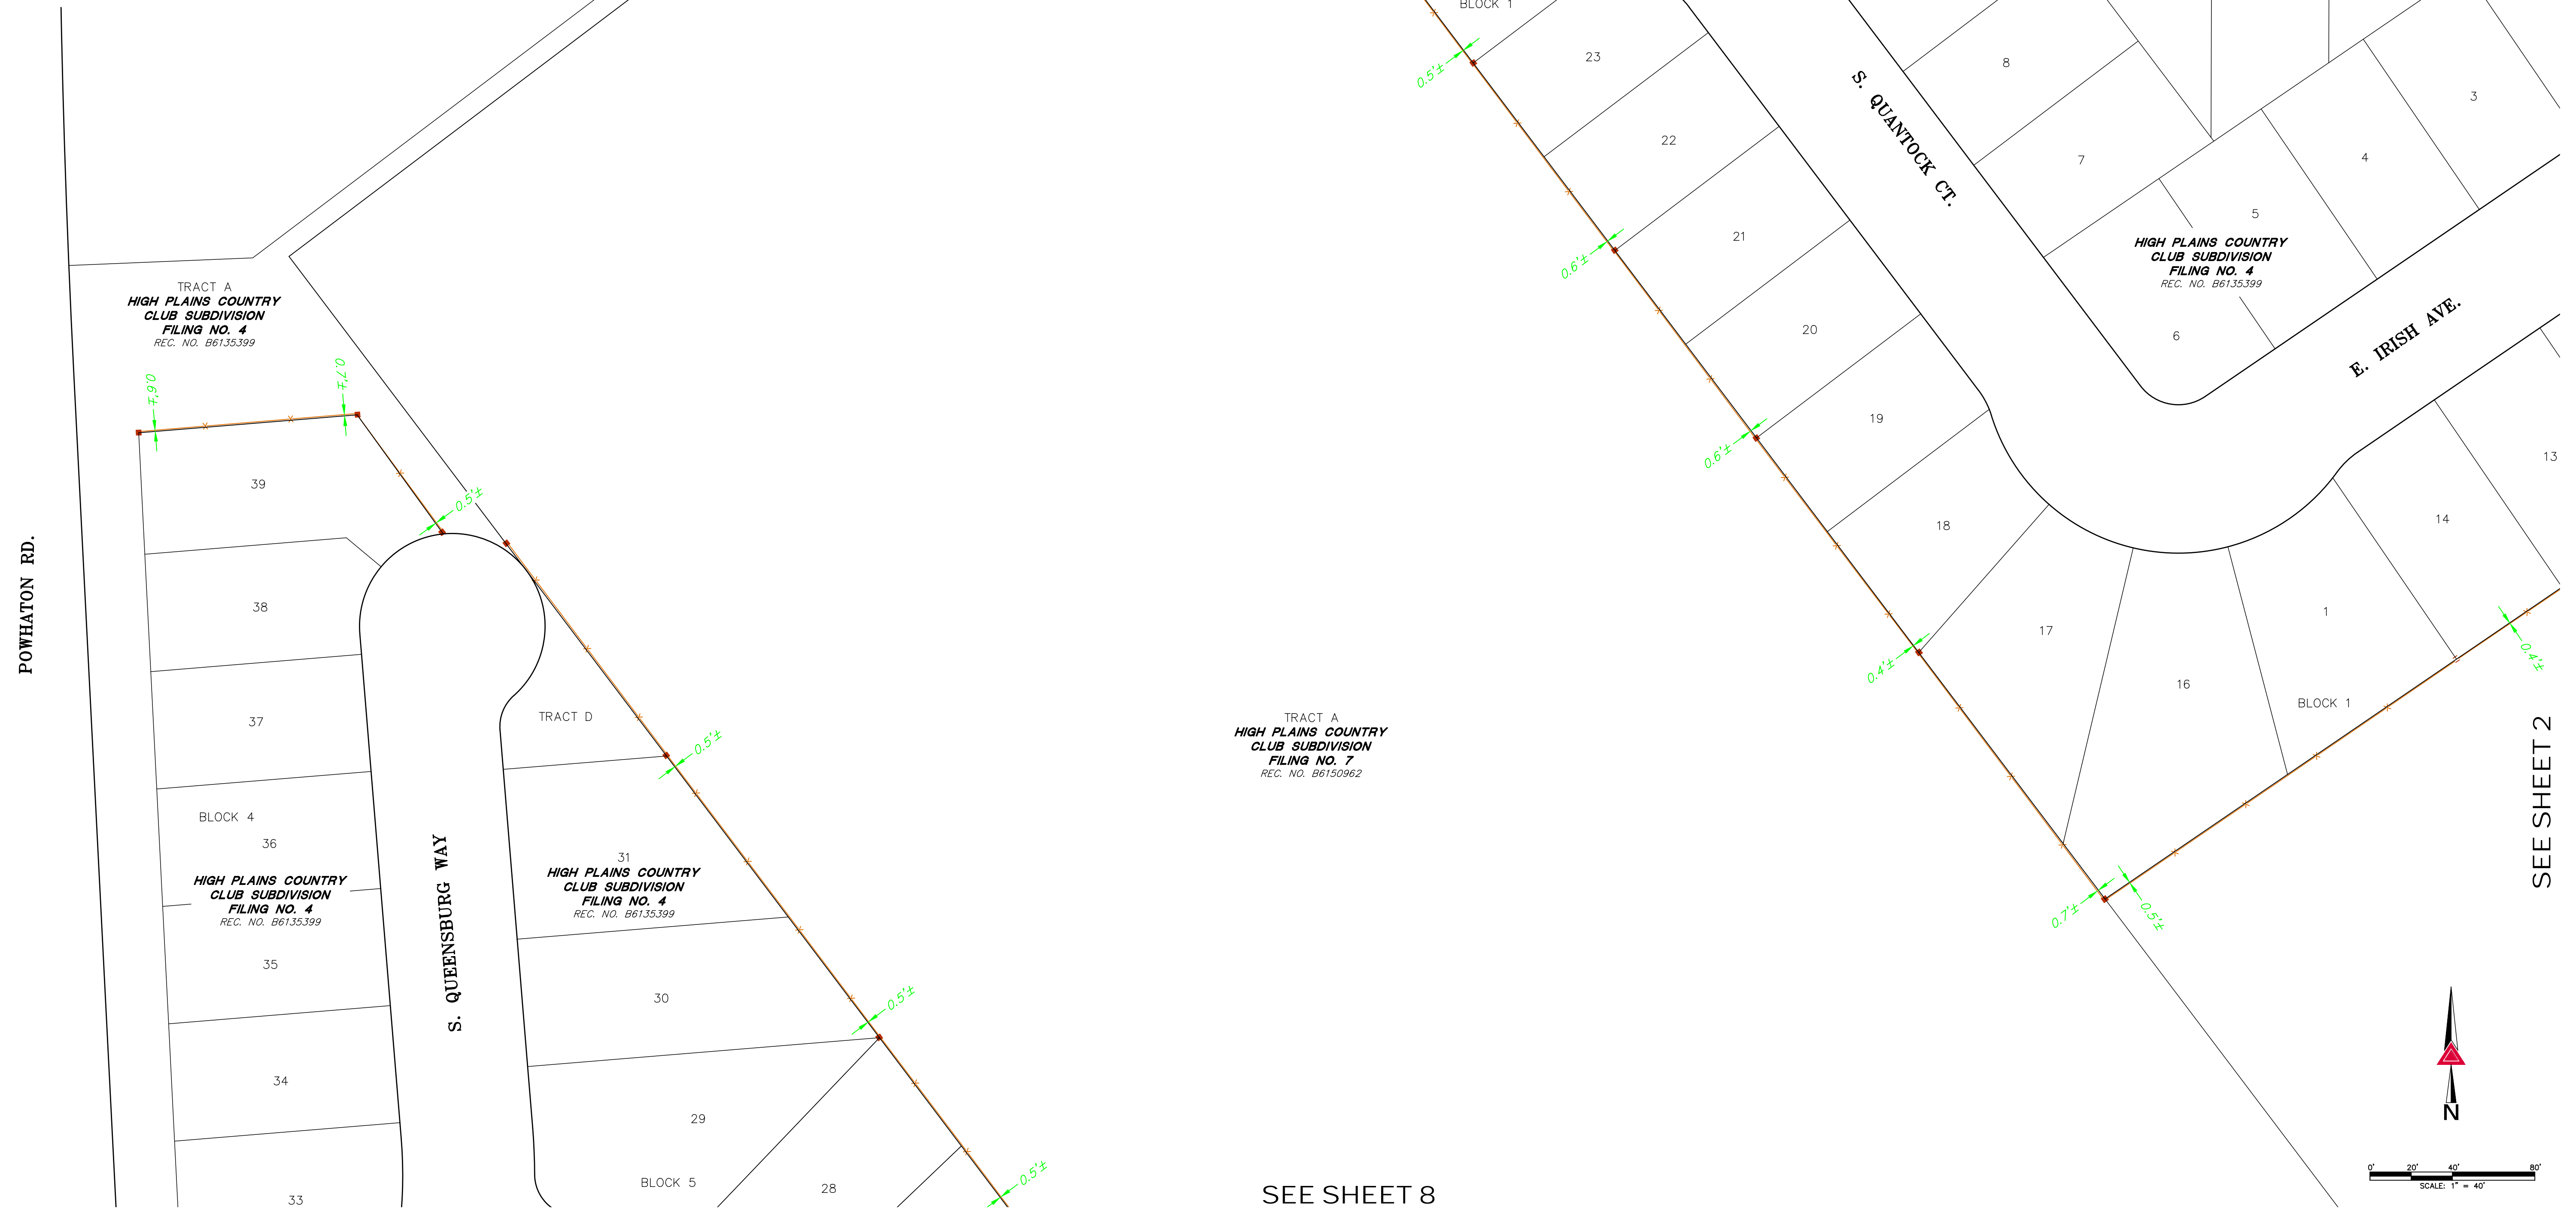 BLOCK 1
23
0.5'±
22
0.6'±
21
20
0.6'±
19
18
0.4'±
17
16
1
BLOCK 1
14
13
0.4'±
0.7'±
0.5'±
S. QUANTOCK CT.
8
7
3
4
5
HIGH PLAINS COUNTRY
CLUB SUBDIVISION
FILING NO. 4
REC. NO. B6135399
6
E. IRISH AVE.
TRACT A
HIGH PLAINS COUNTRY
CLUB SUBDIVISION
FILING NO. 4
REC. NO. B6135399
0.6'±
0.7'±
0.5'±
39
38
37
POWHATON RD.
BLOCK 4
36
HIGH PLAINS COUNTRY
CLUB SUBDIVISION
FILING NO. 4
REC. NO. B6135399
35
34
33
S. QUEENSBURG WAY
TRACT D
0.5'±
31
HIGH PLAINS COUNTRY
CLUB SUBDIVISION
FILING NO. 4
REC. NO. B6135399
30
0.5'±
29
BLOCK 5
28
0.5'±
TRACT A
HIGH PLAINS COUNTRY
CLUB SUBDIVISION
FILING NO. 7
REC. NO. B6150962
SEE SHEET 2
SEE SHEET 8
N
0' 20' 40' 80'
SCALE: 1" = 40'